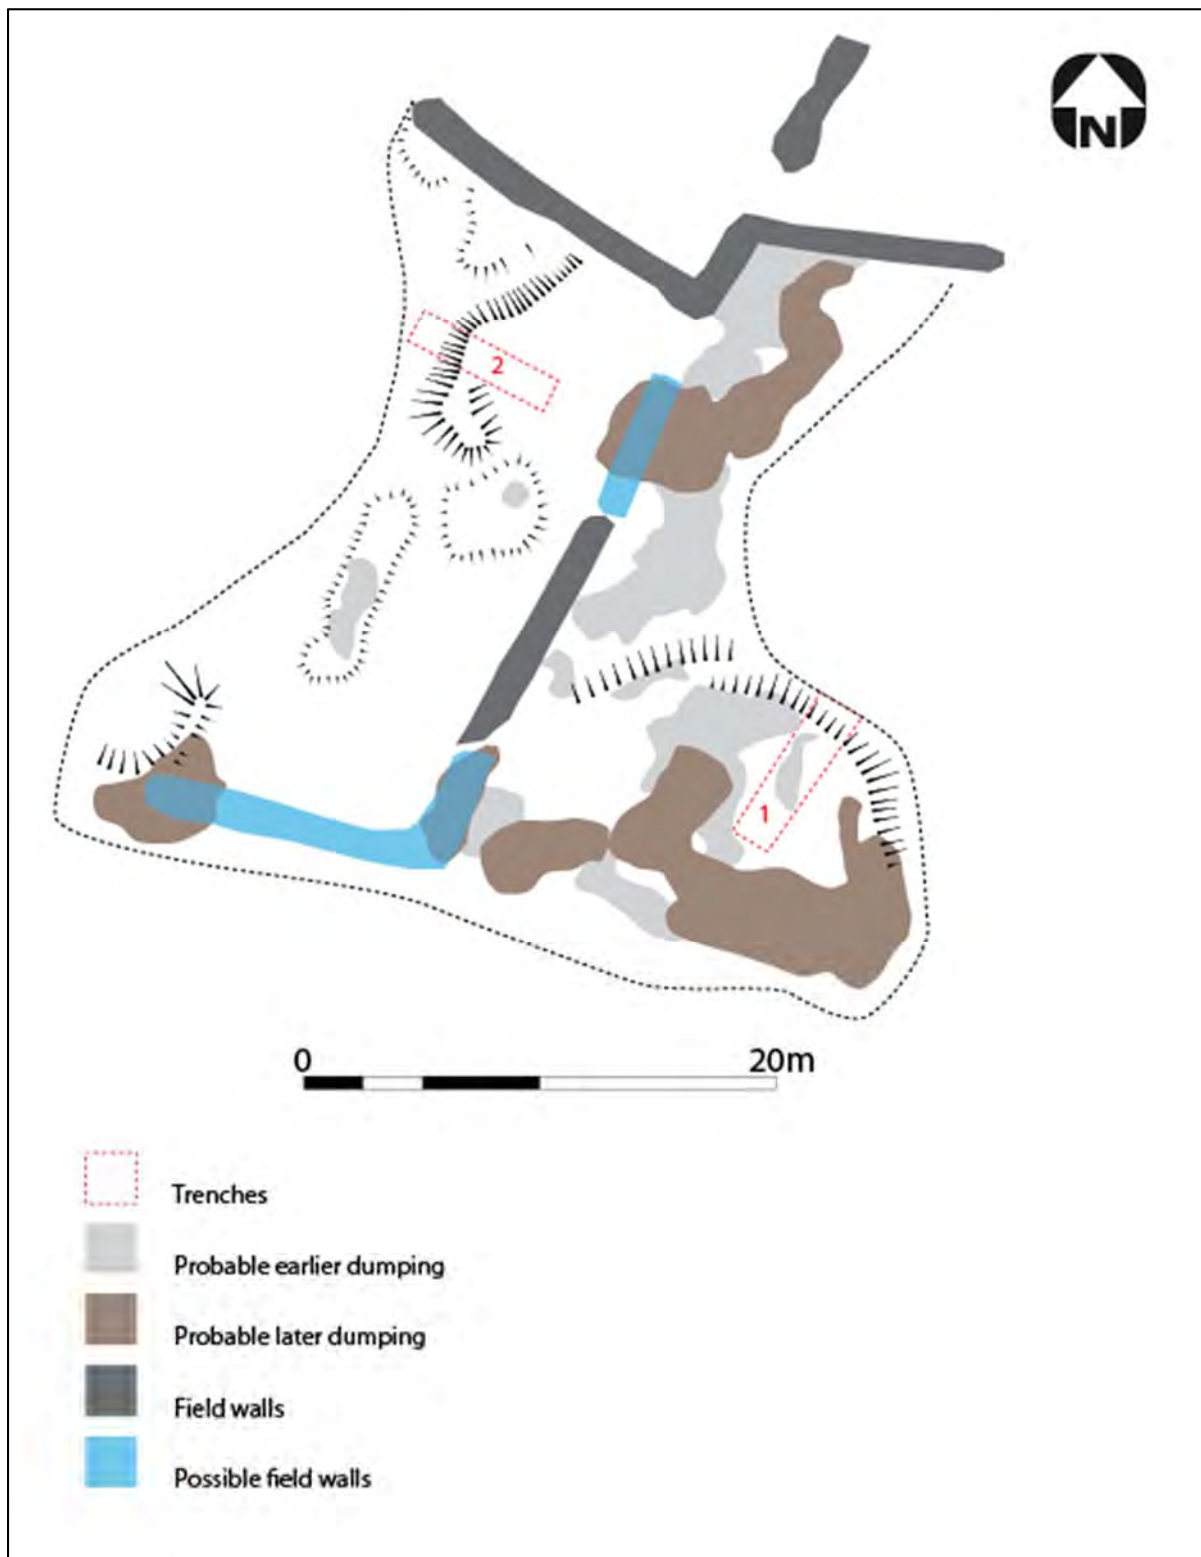 N
2
1
0 20m
Trenches
Probable earlier dumping
Probable later dumping
Field walls
Possible field walls